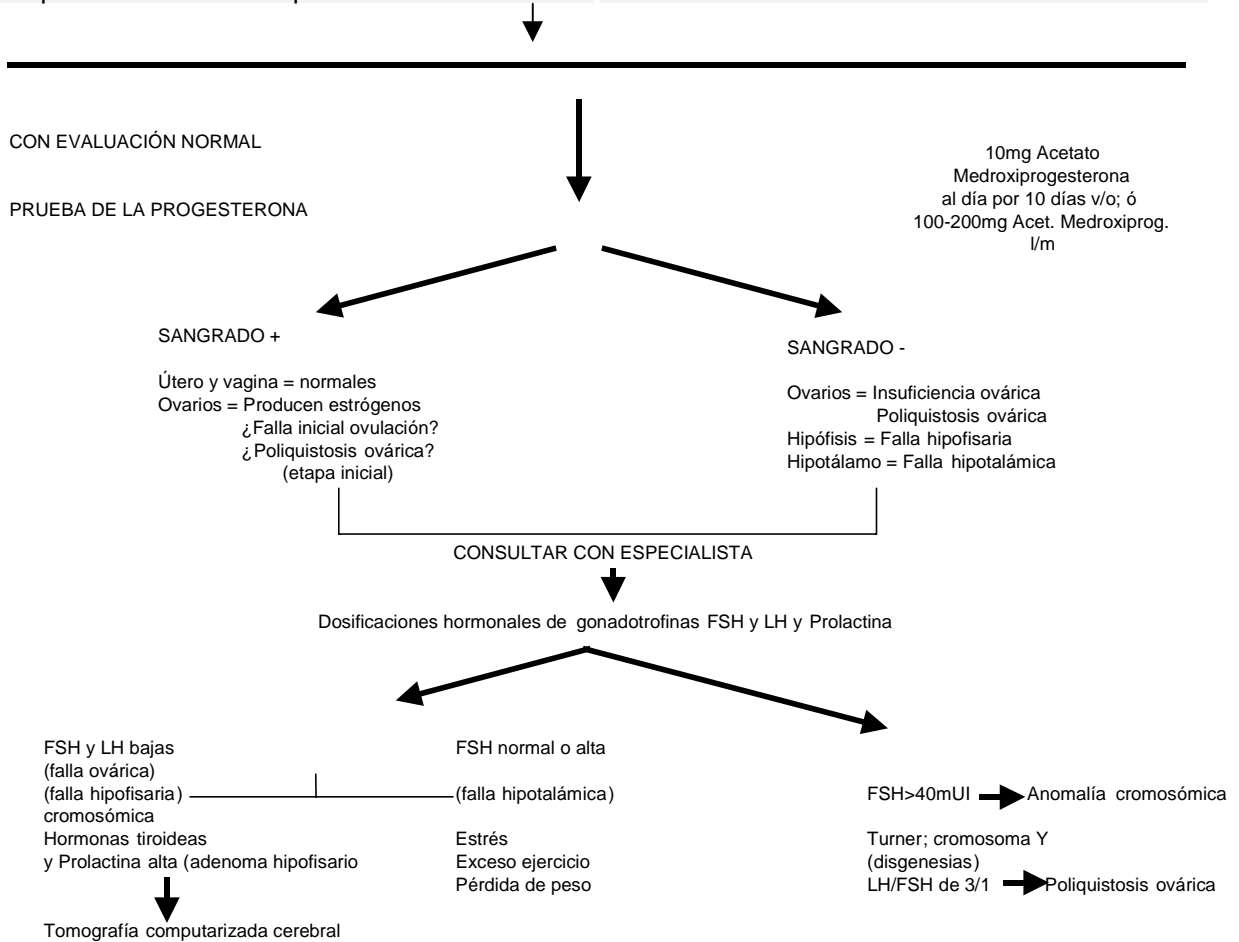 CON EVALUACIÓN NORMAL
PRUEBA DE LA PROGESTERONA
10mg Acetato
Medroxiprogesterona
al día por 10 días v/o; ó
100-200mg Acet. Medroxiprog.
I/m
SANGRADO +
Útero y vagina = normales
Ovarios = Producen estrógenos
¿Falla inicial ovulación?
¿Poliquistosis ovárica?
(etapa inicial)
SANGRADO -
Ovarios = Insuficiencia ovárica
Poliquistosis ovárica
Hipófisis = Falla hipofisaria
Hipotálamo = Falla hipotalámica
CONSULTAR CON ESPECIALISTA
Dosificaciones hormonales de gonadotrofinas FSH y LH y Prolactina
FSH y LH bajas
(falla ovárica)
(falla hipofisaria)
cromosómica
Hormonas tiroideas
y Prolactina alta (adenoma hipofisario
Tomografía computarizada cerebral
FSH normal o alta
(falla hipotalámica)
Estrés
Exceso ejercicio
Pérdida de peso
FSH>40mUI Anomalía cromosómica
Turner; cromosoma Y
(disgenesias)
LH/FSH de 3/1 Poliquistosis ovárica